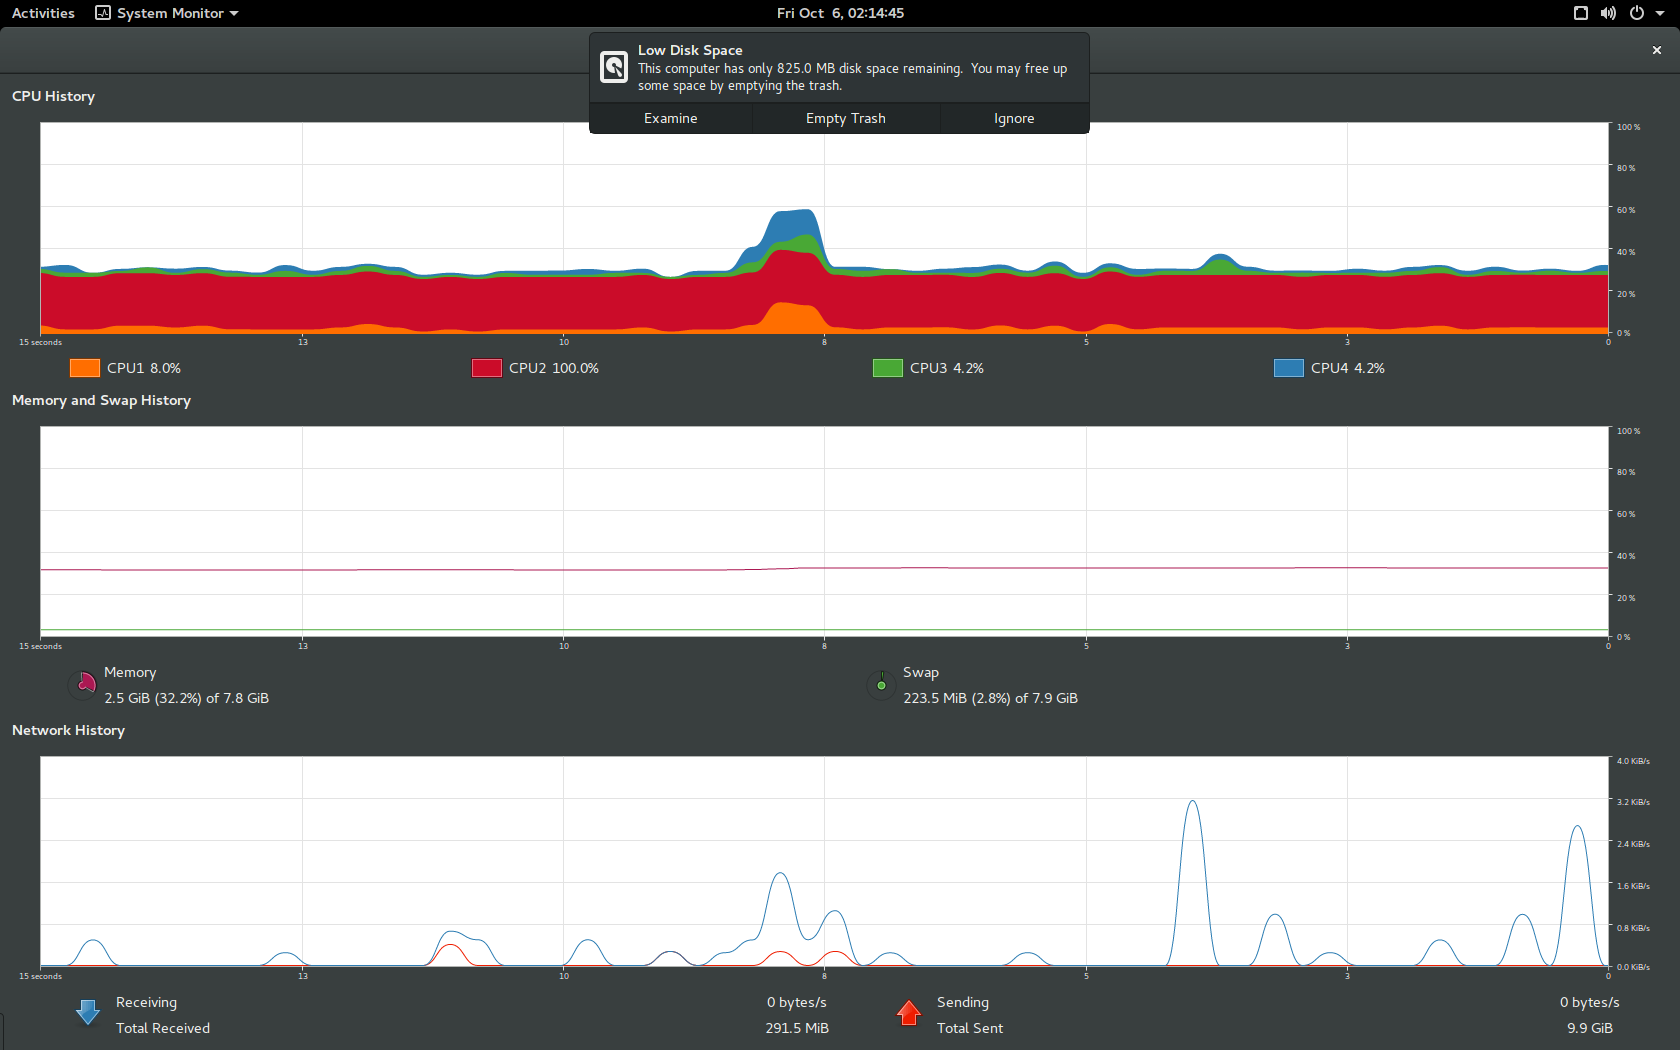 Activities System Monitor Fri Oct 6, 02:14:45
Low Disk Space
This computer has only 825.0 MB disk space remaining. You may free up
some space by emptying the trash.
Examine Empty Trash Ignore
CPU History
100 %
80 %
60 %
40 %
20 %
0 %
15 seconds 13 10 8 5 3 0
CPU1 8.0% CPU2 100.0% CPU3 4.2% CPU4 4.2%
Memory and Swap History
100 %
80 %
60 %
40 %
20 %
0 %
15 seconds 13 10 8 5 3 0
Memory Swap
2.5 GiB (32.2%) of 7.8 GiB 223.5 MiB (2.8%) of 7.9 GiB
Network History
4.0 KiB/s
3.2 KiB/s
2.4 KiB/s
1.6 KiB/s
0.8 KiB/s
0.0 KiB/s
15 seconds 13 10 8 5 3 0
Receiving 0 bytes/s Sending 0 bytes/s
Total Received 291.5 MiB Total Sent 9.9 GiB